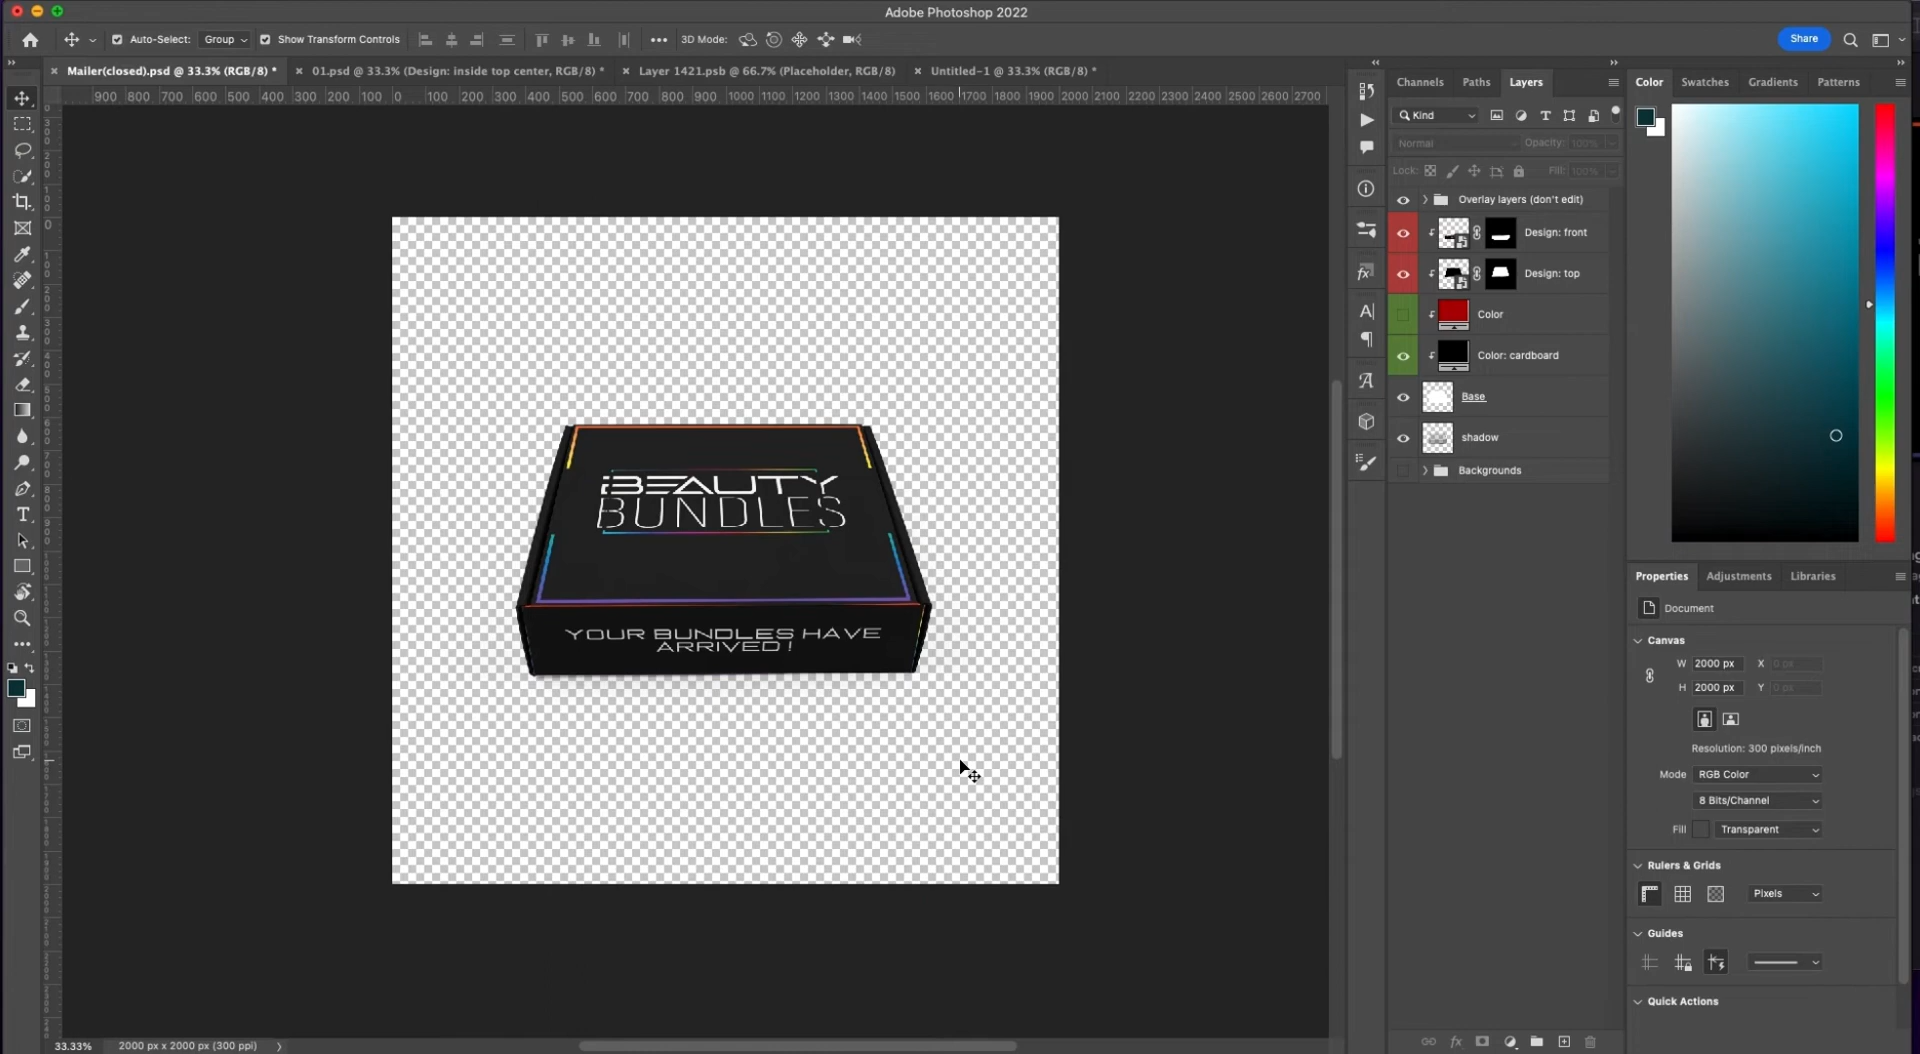 Adobe Photoshop 2022
Auto-Select: Group Show Transform Controls 3D Mode: Share
Mailer(closed).psd @ 33.3% (RGB/8) * 01.psd @ 33.3% (Design: inside top center, RGB/8) * Layer 1421.psb @ 66.7% (Placeholder, RGB/8) Untitled-1 @ 33.3% (RGB/8) *
900 800 700 600 500 400 300 200 100 0 100 200 300 400 500 600 700 800 900 1000 1100 1200 1300 1400 1500 1600 1700 1800 1900 2000 2100 2200 2300 2400 2500 2600 2700
BEAUTY
BUNDLES
YOUR BUNDLES HAVE
ARRIVED!
33.33% 2000 px x 2000 px (300 ppi)
Channels Paths Layers
Kind
Normal Opacity: 100%
Lock: Fill: 100%
Overlay layers (don't edit)
Design: front
Design: top
Color
Color: cardboard
Base
shadow
Backgrounds
Color Swatches Gradients Patterns
Properties Adjustments Libraries
Document
Canvas
W 2000 px X 0 px
H 2000 px Y 0 px
Resolution: 300 pixels/inch
Mode RGB Color
8 Bits/Channel
Fill Transparent
Rulers & Grids
Pixels
Guides
Quick Actions